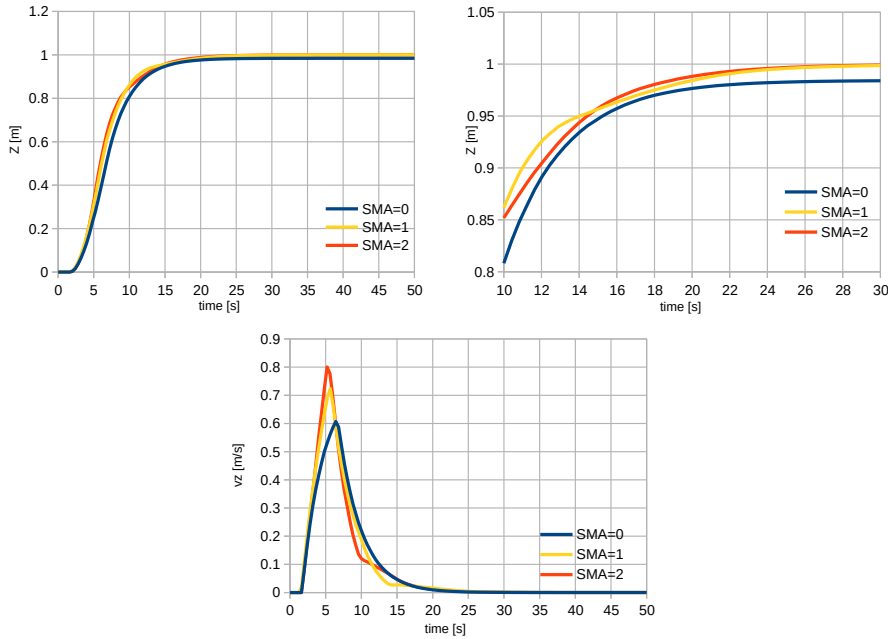 1.2
1
0.8
0.6
0.4
0.2
0
Z [m]
0 5 10 15 20 25 30 35 40 45 50
time [s]
SMA=0
SMA=1
SMA=2
1.05
1
0.95
0.9
0.85
0.8
Z [m]
10 12 14 16 18 20 22 24 26 28 30
time [s]
SMA=0
SMA=1
SMA=2
0.9
0.8
0.7
0.6
0.5
0.4
0.3
0.2
0.1
0
vz [m/s]
0 5 10 15 20 25 30 35 40 45 50
time [s]
SMA=0
SMA=1
SMA=2